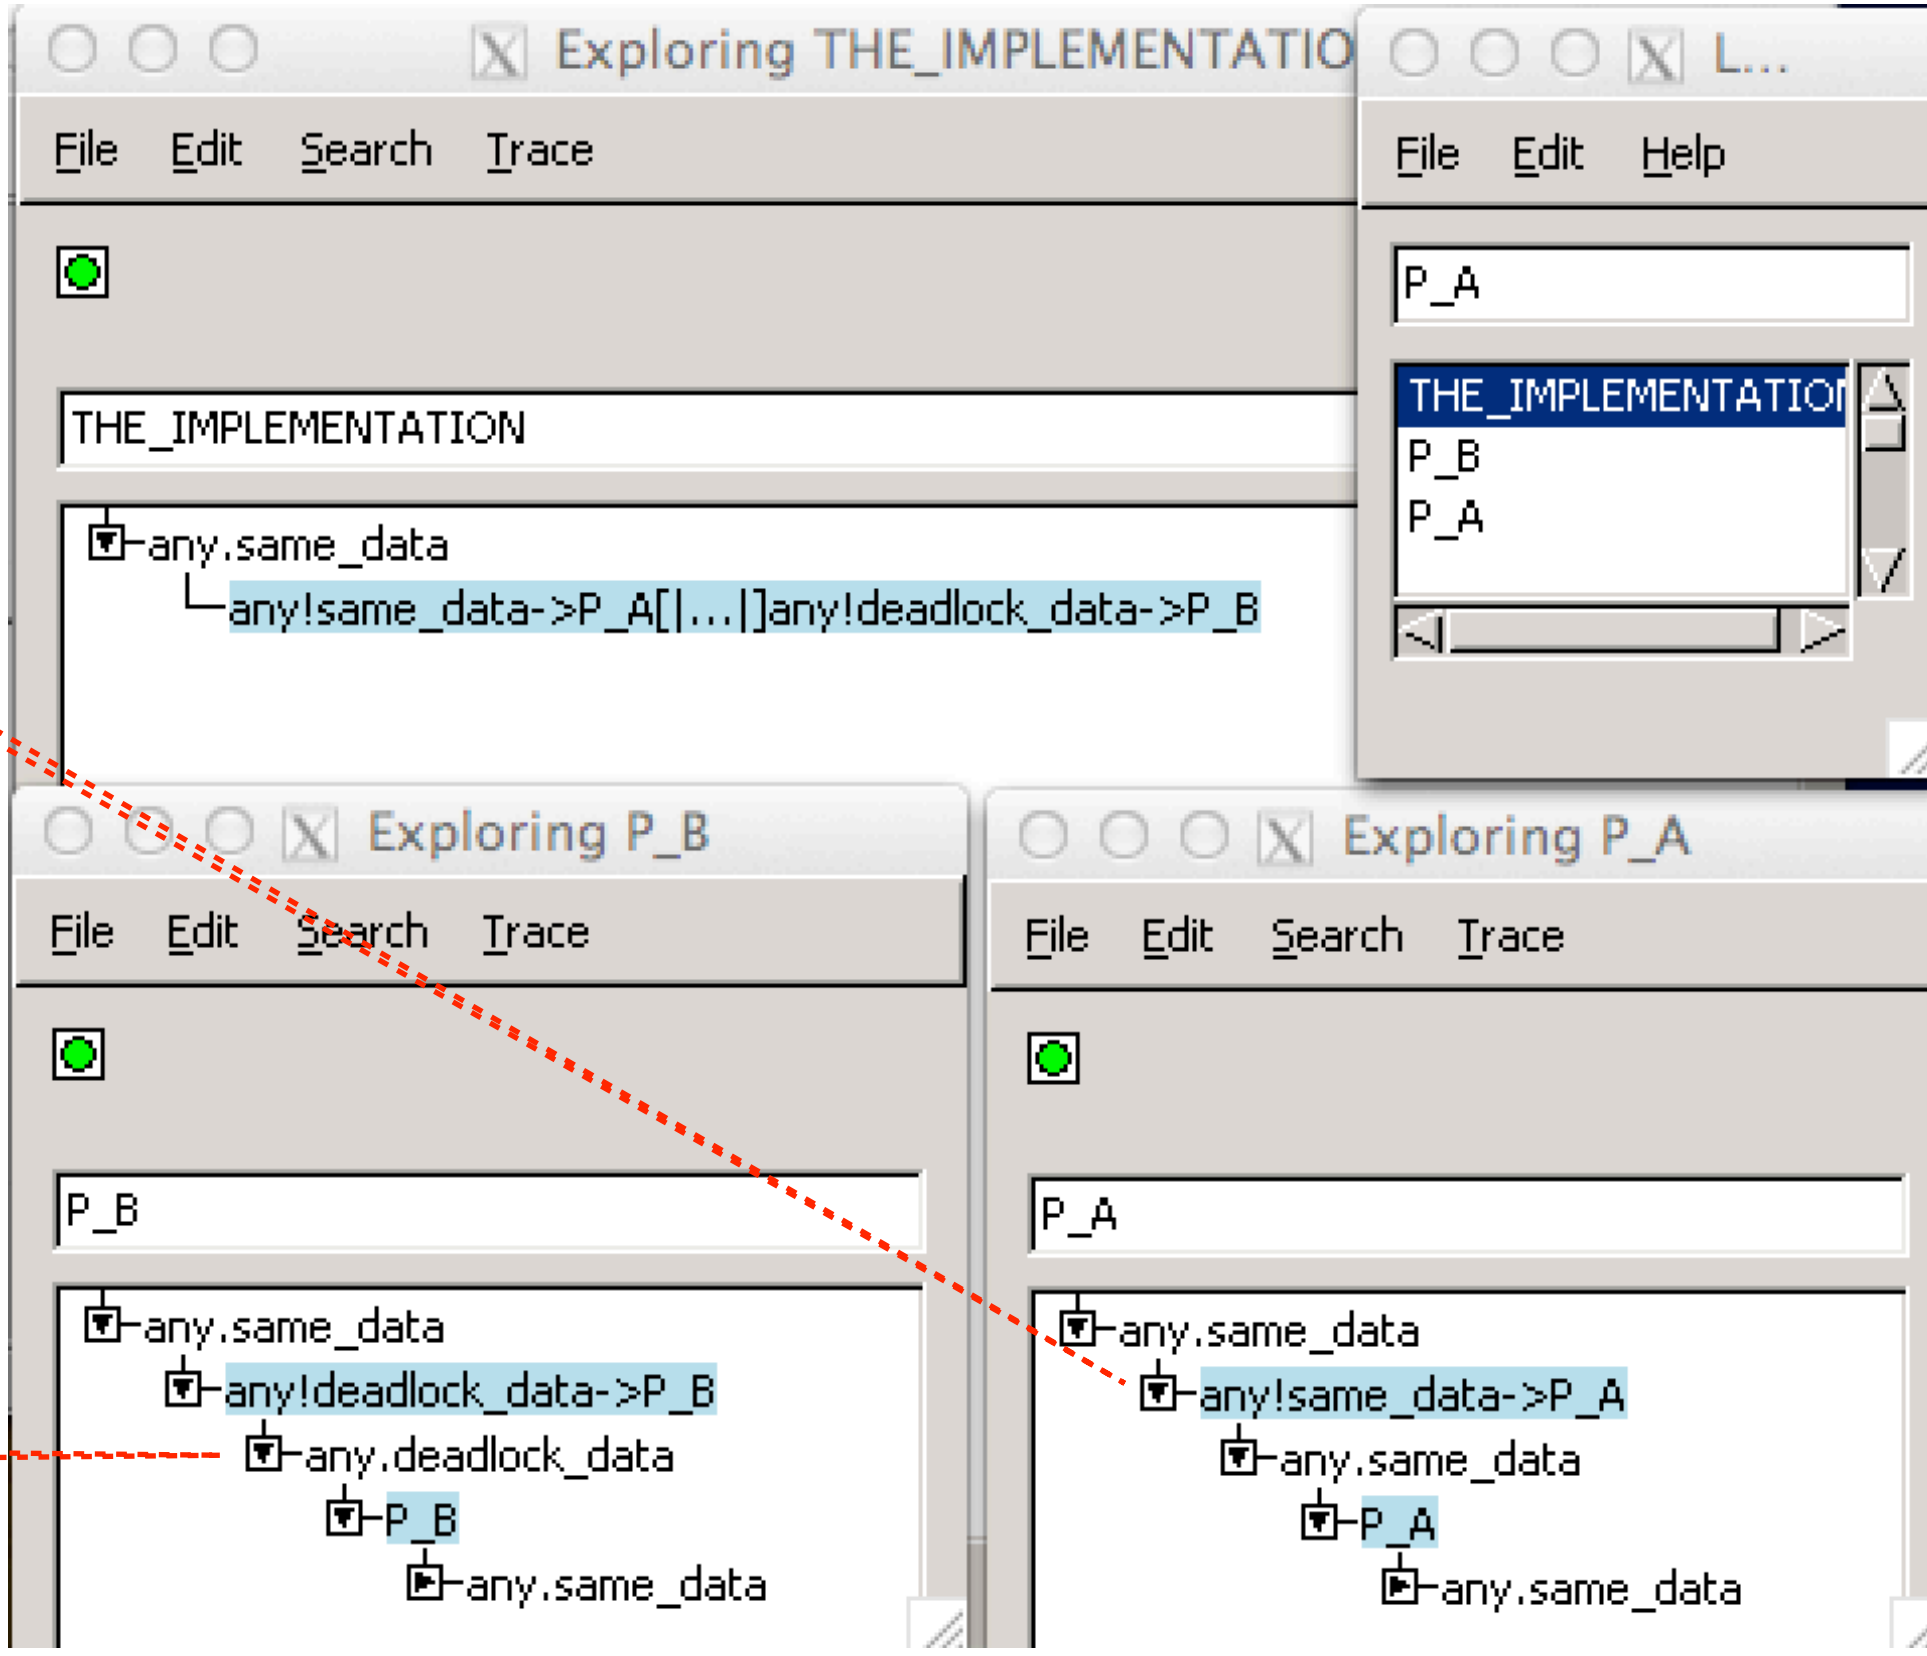 Exploring THE_IMPLEMENTATIO
File Edit Search Trace
THE_IMPLEMENTATION
any.same_data
any!same_data->P_A[|...|]any!deadlock_data->P_B
X L...
File Edit Help
P_A
THE_IMPLEMENTATION
P_B
P_A
X Exploring P_B
File Edit Search Trace
P_B
any.same_data
any!deadlock_data->P_B
any.deadlock_data
P_B
any.same_data
X Exploring P_A
File Edit Search Trace
P_A
any.same_data
any!same_data->P_A
any.same_data
P_A
any.same_data